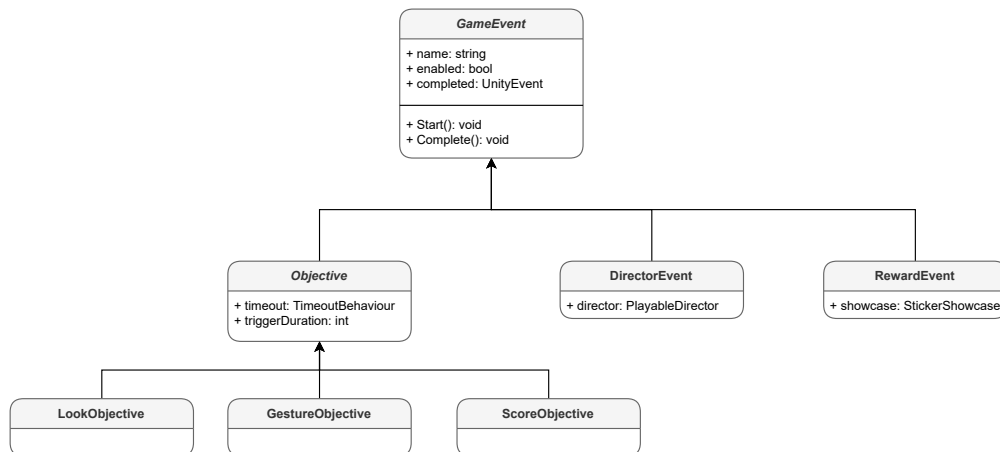 GameEvent
+ name: string
+ enabled: bool
+ completed: UnityEvent
+ Start(): void
+ Complete(): void
Objective
+ timeout: TimeoutBehaviour
+ triggerDuration: int
DirectorEvent
+ director: PlayableDirector
RewardEvent
+ showcase: StickerShowcase
LookObjective
GestureObjective
ScoreObjective